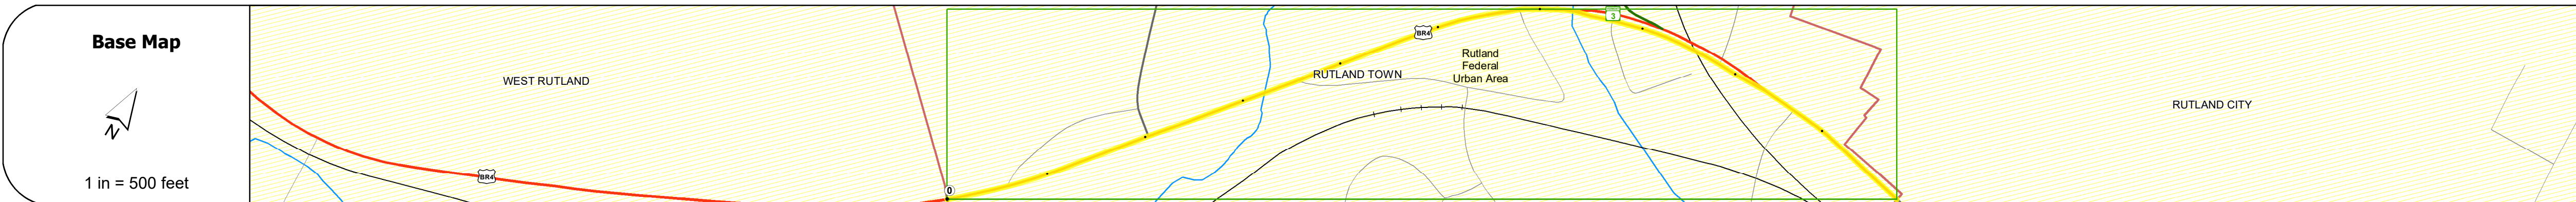 Base Map
N
1 in = 500 feet
WEST RUTLAND
BR4
0
RUTLAND TOWN
BR4
Rutland
Federal
Urban Area
3
RUTLAND CITY